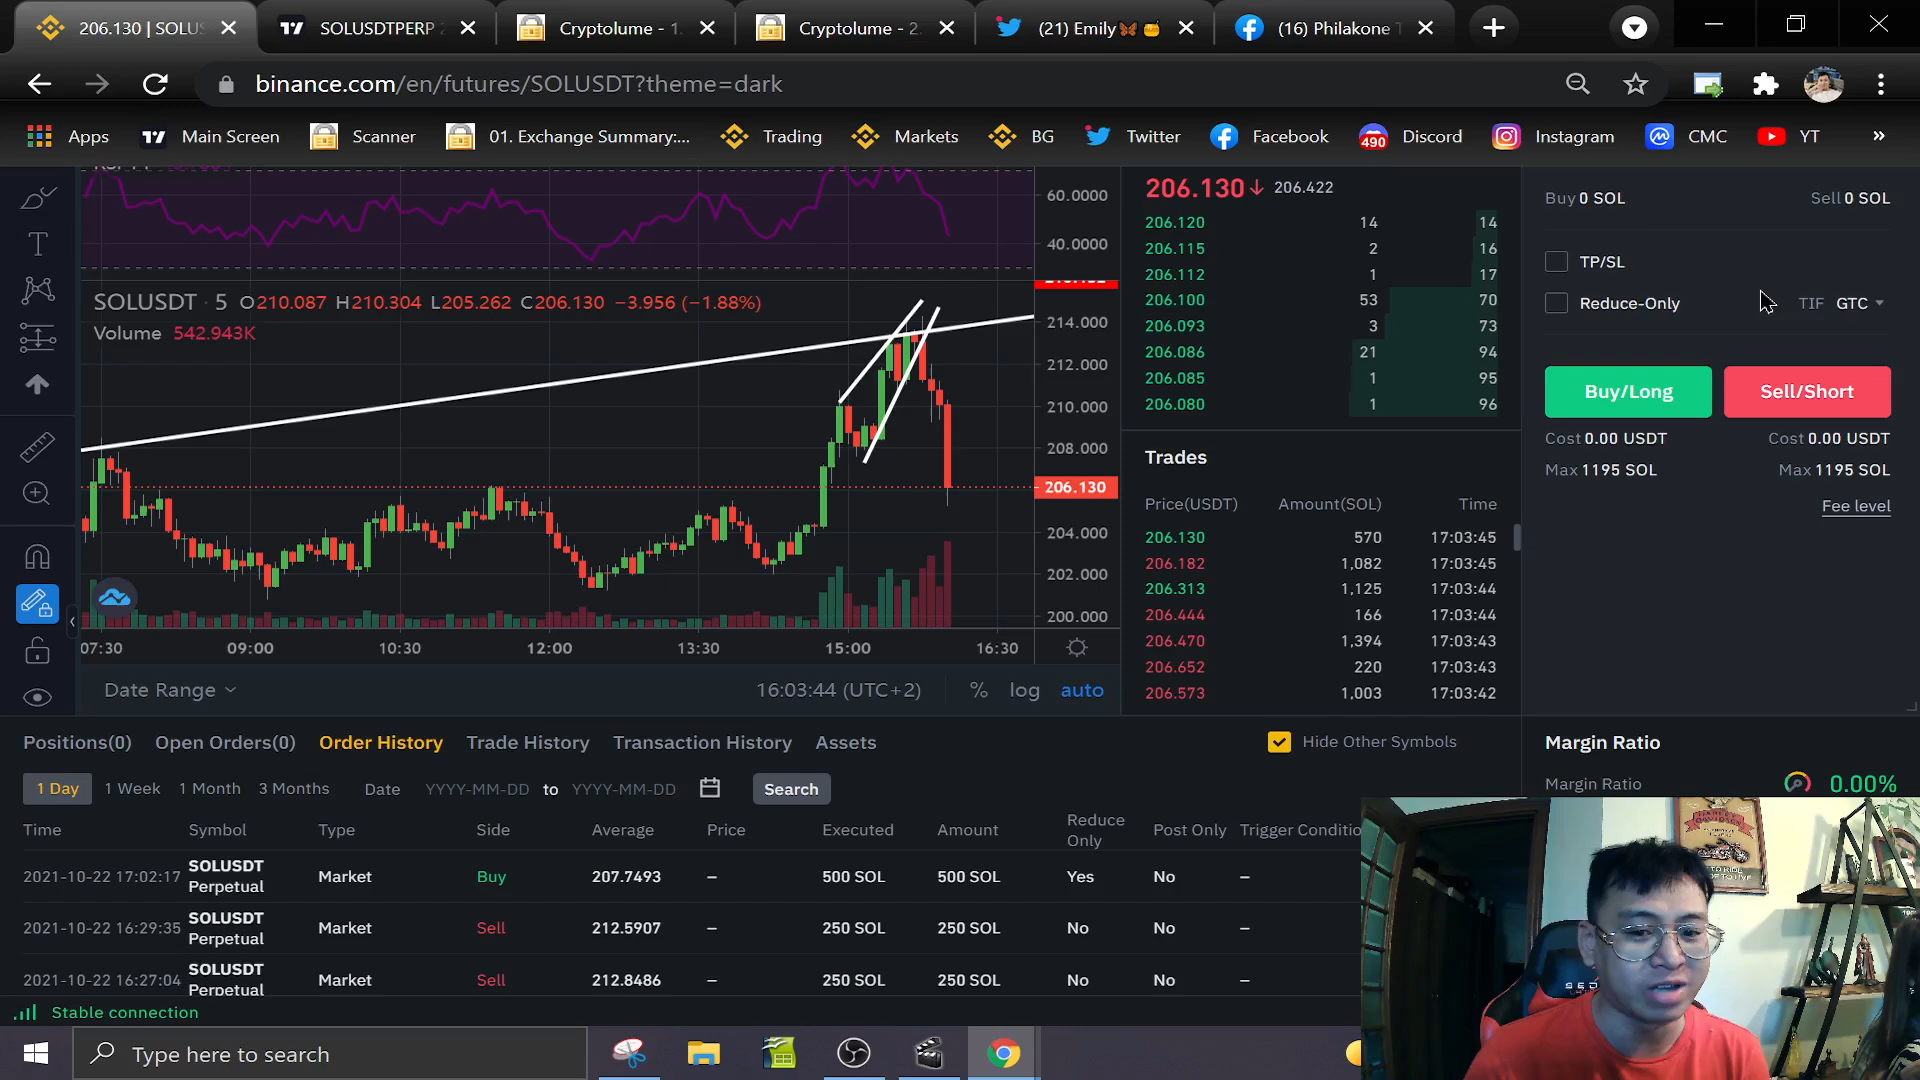 206.130 | SOLUS
SOLUSDTPERP 2
Cryptolume - 1.
Cryptolume - 2.
(21) Emily
(16) Philakone T
binance.com/en/futures/SOLUSDT?theme=dark
Apps
Main Screen
Scanner
01. Exchange Summary:...
Trading
Markets
BG
Twitter
Facebook
490
Discord
Instagram
CMC
YT
»
60.0000
40.0000
SOLUSDT · 5 O210.087 H210.304 L205.262 C206.130 −3.956 (−1.88%)
Volume 542.943K
214.000
212.000
210.000
208.000
206.130
204.000
202.000
200.000
07:30
09:00
10:30
12:00
13:30
15:00
16:30
Date Range
16:03:44 (UTC+2)
%
log
auto
206.130↓ 206.422
206.120 14 14
206.115 2 16
206.112 1 17
206.100 53 70
206.093 3 73
206.086 21 94
206.085 1 95
206.080 1 96
Trades
Price(USDT) Amount(SOL) Time
206.130 570 17:03:45
206.182 1,082 17:03:45
206.313 1,125 17:03:44
206.444 166 17:03:44
206.470 1,394 17:03:43
206.652 220 17:03:43
206.573 1,003 17:03:42
Buy 0 SOL
Sell 0 SOL
TP/SL
Reduce-Only
TIF GTC
Buy/Long
Sell/Short
Cost 0.00 USDT
Cost 0.00 USDT
Max 1195 SOL
Max 1195 SOL
Fee level
Positions(0)
Open Orders(0)
Order History
Trade History
Transaction History
Assets
Hide Other Symbols
Margin Ratio
Margin Ratio
0.00%
1 Day
1 Week
1 Month
3 Months
Date
YYYY-MM-DD to YYYY-MM-DD
Search
Time Symbol Type Side Average Price Executed Amount Reduce Only Post Only Trigger Conditio
2021-10-22 17:02:17 SOLUSDT Perpetual Market Buy 207.7493 – 500 SOL 500 SOL Yes No –
2021-10-22 16:29:35 SOLUSDT Perpetual Market Sell 212.5907 – 250 SOL 250 SOL No No –
2021-10-22 16:27:04 SOLUSDT Perpetual Market Sell 212.8486 – 250 SOL 250 SOL No No –
Stable connection
Type here to search